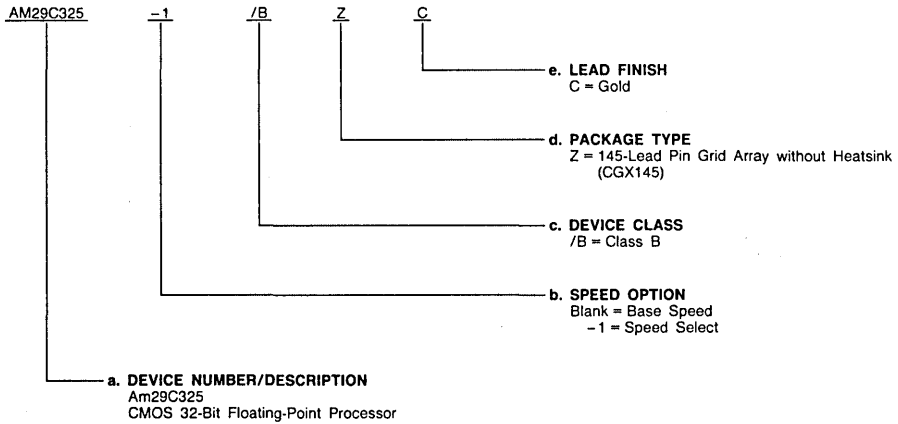 AM29C325 -1 /B Z C
e. LEAD FINISH
C = Gold
d. PACKAGE TYPE
Z = 145-Lead Pin Grid Array without Heatsink
(CGX145)
c. DEVICE CLASS
/B = Class B
b. SPEED OPTION
Blank = Base Speed
-1 = Speed Select
a. DEVICE NUMBER/DESCRIPTION
Am29C325
CMOS 32-Bit Floating-Point Processor